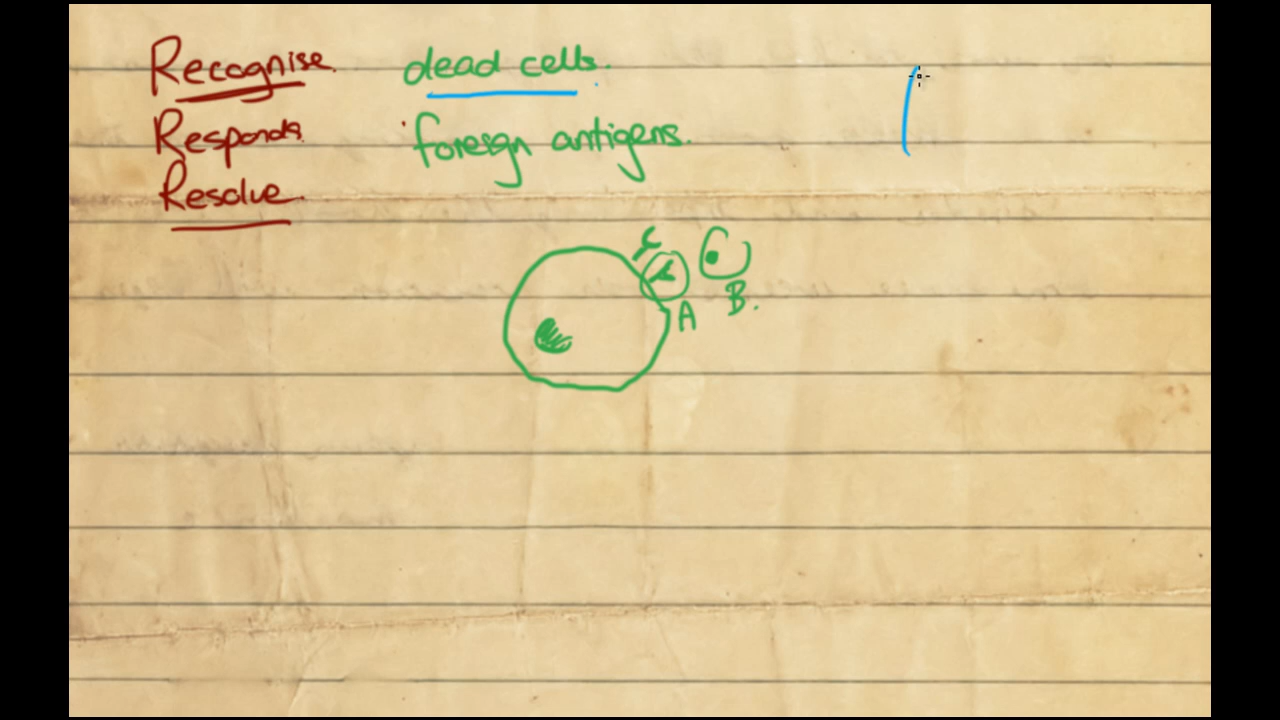 Recognise dead cells.
Responds foreign antigens.
Resolve
A B.